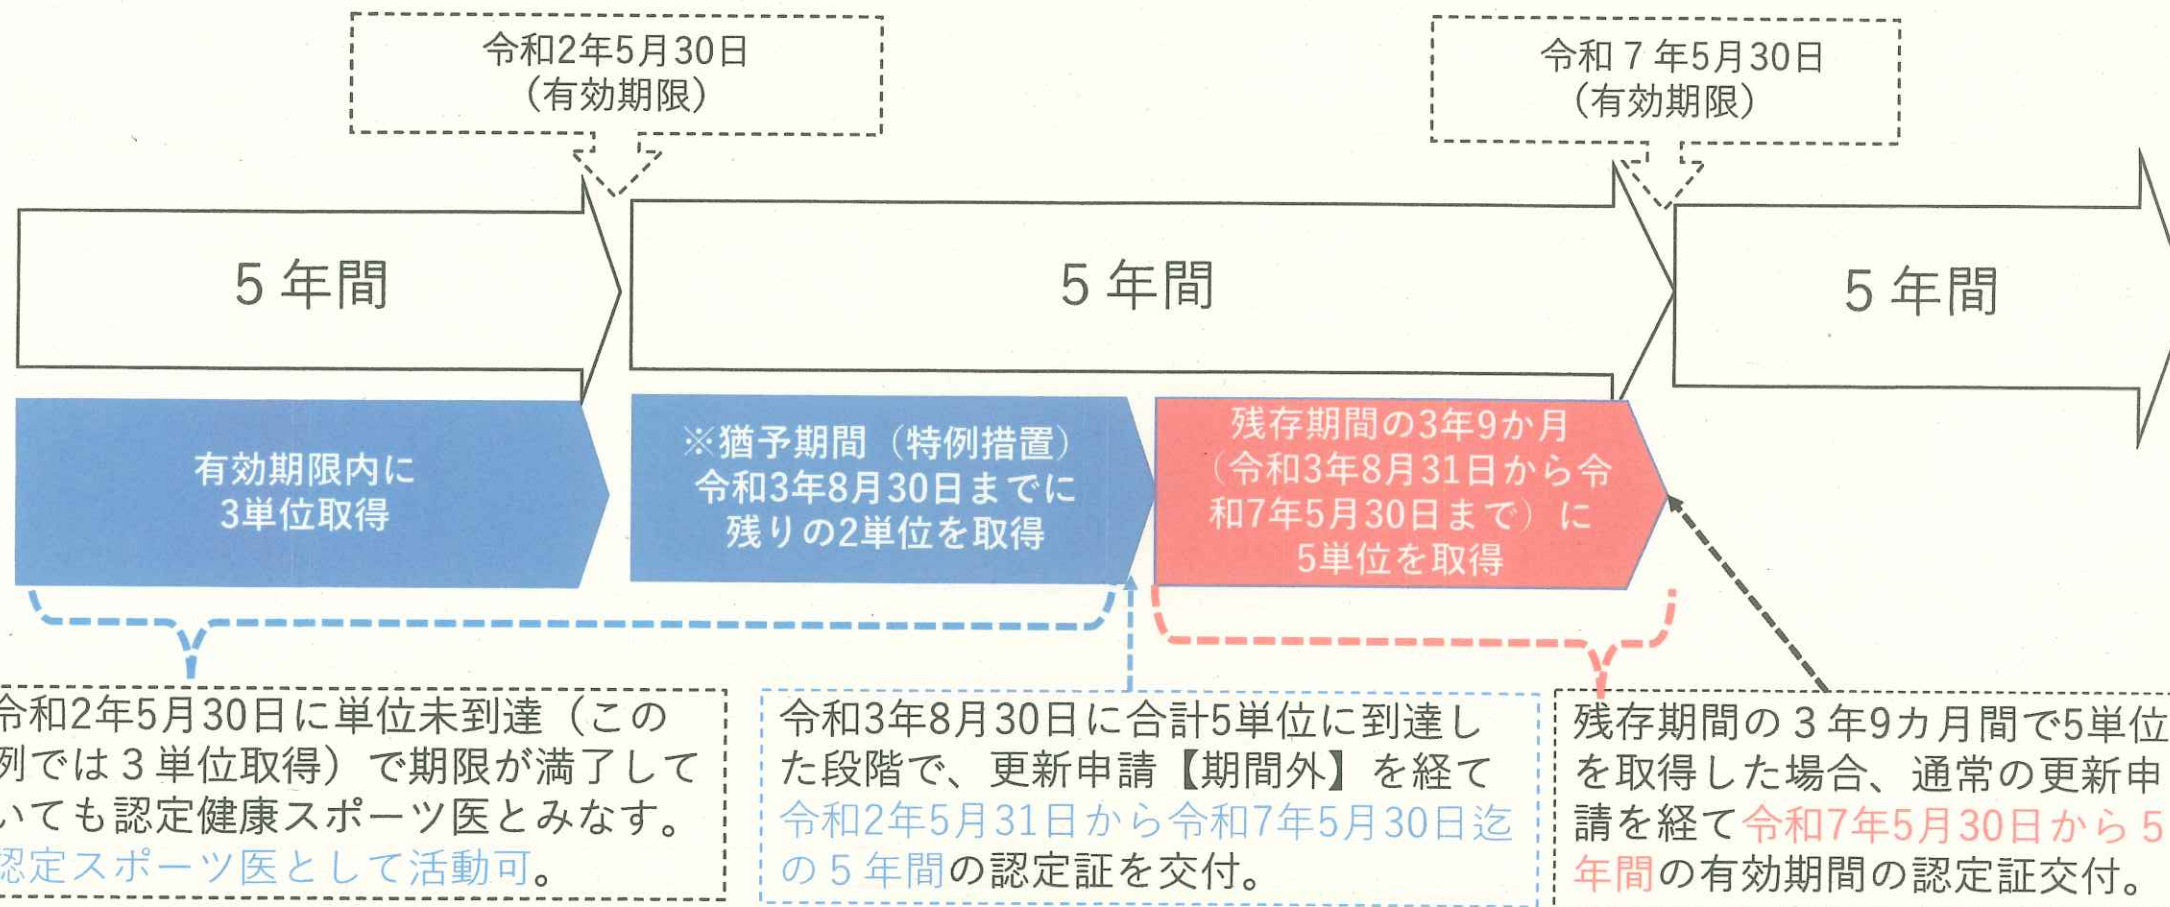 令和2年5月30日
（有効期限）
令和７年5月30日
（有効期限）
５年間
５年間
５年間
有効期限内に
3単位取得
※猶予期間（特例措置）
令和3年8月30日までに
残りの2単位を取得
残存期間の3年9か月
（令和3年8月31日から令
和7年5月30日まで）に
5単位を取得
令和2年5月30日に単位未到達（この
例では３単位取得）で期限が満了して
いても認定健康スポーツ医とみなす。
認定スポーツ医として活動可。
令和3年8月30日に合計5単位に到達し
た段階で、更新申請【期間外】を経て
令和2年5月31日から令和7年5月30日迄
の５年間の認定証を交付。
残存期間の３年9カ月間で5単位
を取得した場合、通常の更新申
請を経て令和7年5月30日から５
年間の有効期間の認定証交付。